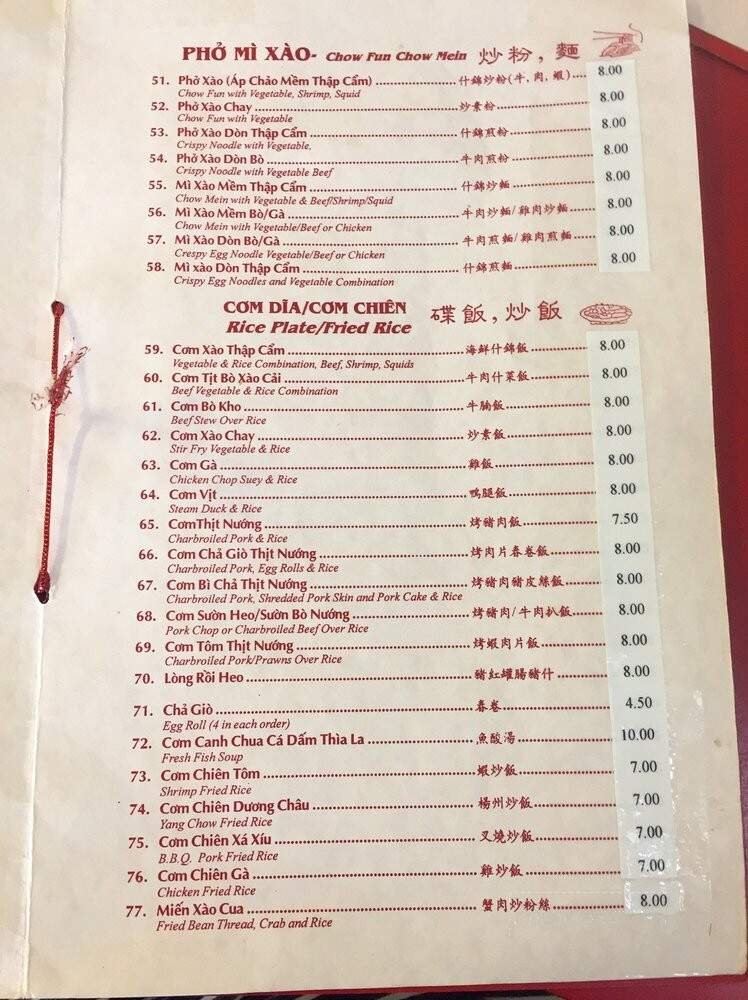 PHỞ MÌ XÀO- Chow Fun Chow Mein 炒粉,麵
51. Phở Xào (Áp Chảo Mềm Thập Cẩm) 什錦炒粉(牛,肉,蝦) 8.00
Chow Fun with Vegetable, Shrimp, Squid
52. Phở Xào Chay 炒素粉 8.00
Chow Fun with Vegetable
53. Phở Xào Dòn Thập Cẩm 什錦煎粉 8.00
Crispy Noodle with Vegetable,
54. Phở Xào Dòn Bò 牛肉煎粉 8.00
Crispy Noodle with Vegetable Beef
55. Mì Xào Mềm Thập Cẩm 什錦炒麵 8.00
Chow Mein with Vegetable & Beef/Shrimp/Squid
56. Mì Xào Mềm Bò/Gà 牛肉炒麵/雞肉炒麵 8.00
Chow Mein with Vegetable/Beef or Chicken
57. Mì Xào Dòn Bò/Gà 牛肉煎麵/雞肉煎麵 8.00
Crespy Egg Noodle Vegetable/Beef or Chicken
58. Mì xào Dòn Thập Cẩm 什錦煎麵 8.00
Crispy Egg Noodles and Vegetable Combination
CƠM DĨA/CƠM CHIÊN 碟飯,炒飯
Rice Plate/Fried Rice
59. Cơm Xào Thập Cẩm 海鮮什錦飯 8.00
Vegetable & Rice Combination, Beef, Shrimp, Squids
60. Cơm Tịt Bò Xào Cải 牛肉什菜飯 8.00
Beef Vegetable & Rice Combination
61. Cơm Bò Kho 牛腩飯 8.00
Beef Stew Over Rice
62. Cơm Xào Chay 炒素飯 8.00
Stir Fry Vegetable & Rice
63. Cơm Gà 雞飯 8.00
Chicken Chop Suey & Rice
64. Cơm Vịt 鴨腿飯 8.00
Steam Duck & Rice
65. CơmThịt Nướng 烤豬肉飯 7.50
Charbroiled Pork & Rice
66. Cơm Chả Giò Thịt Nướng 烤肉片春卷飯 8.00
Charbroiled Pork, Egg Rolls & Rice
67. Cơm Bì Chả Thịt Nướng 烤豬肉豬皮絲飯 8.00
Charbroiled Pork, Shredded Pork Skin and Pork Cake & Rice
68. Cơm Sườn Heo/Sườn Bò Nướng 烤豬肉/牛肉扒飯 8.00
Pork Chop or Charbroiled Beef Over Rice
69. Cơm Tôm Thịt Nướng 烤蝦肉片飯 8.00
Charbroiled Pork/Prawns Over Rice
70. Lòng Rồi Heo 豬紅罐腸豬什 8.00
71. Chả Giò 春卷 4.50
Egg Roll (4 in each order)
72. Cơm Canh Chua Cá Dấm Thìa La 魚酸湯 10.00
Fresh Fish Soup
73. Cơm Chiên Tôm 蝦炒飯 7.00
Shrimp Fried Rice
74. Cơm Chiên Dương Châu 楊州炒飯 7.00
Yang Chow Fried Rice
75. Cơm Chiên Xá Xíu 叉燒炒飯 7.00
B.B.Q. Pork Fried Rice
76. Cơm Chiên Gà 雞炒飯 7.00
Chicken Fried Rice
77. Miến Xào Cua 蟹肉炒粉絲 8.00
Fried Bean Thread, Crab and Rice